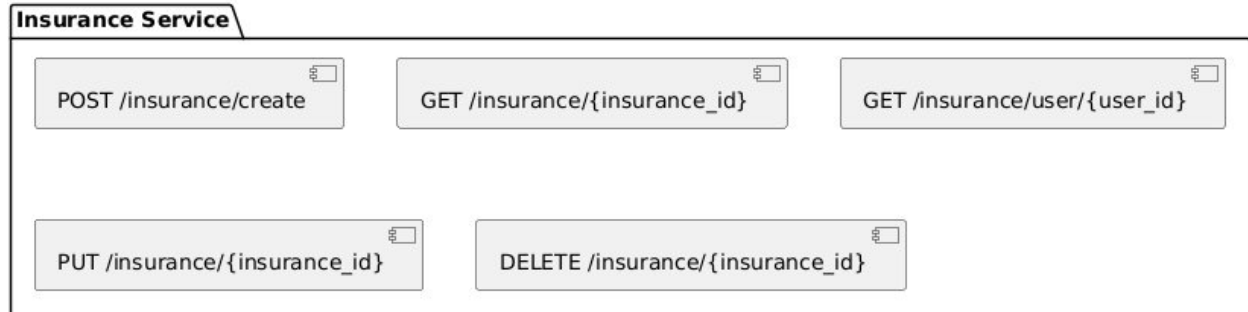 Insurance Service
POST /insurance/create
GET /insurance/{insurance_id}
GET /insurance/user/{user_id}
PUT /insurance/{insurance_id}
DELETE /insurance/{insurance_id}